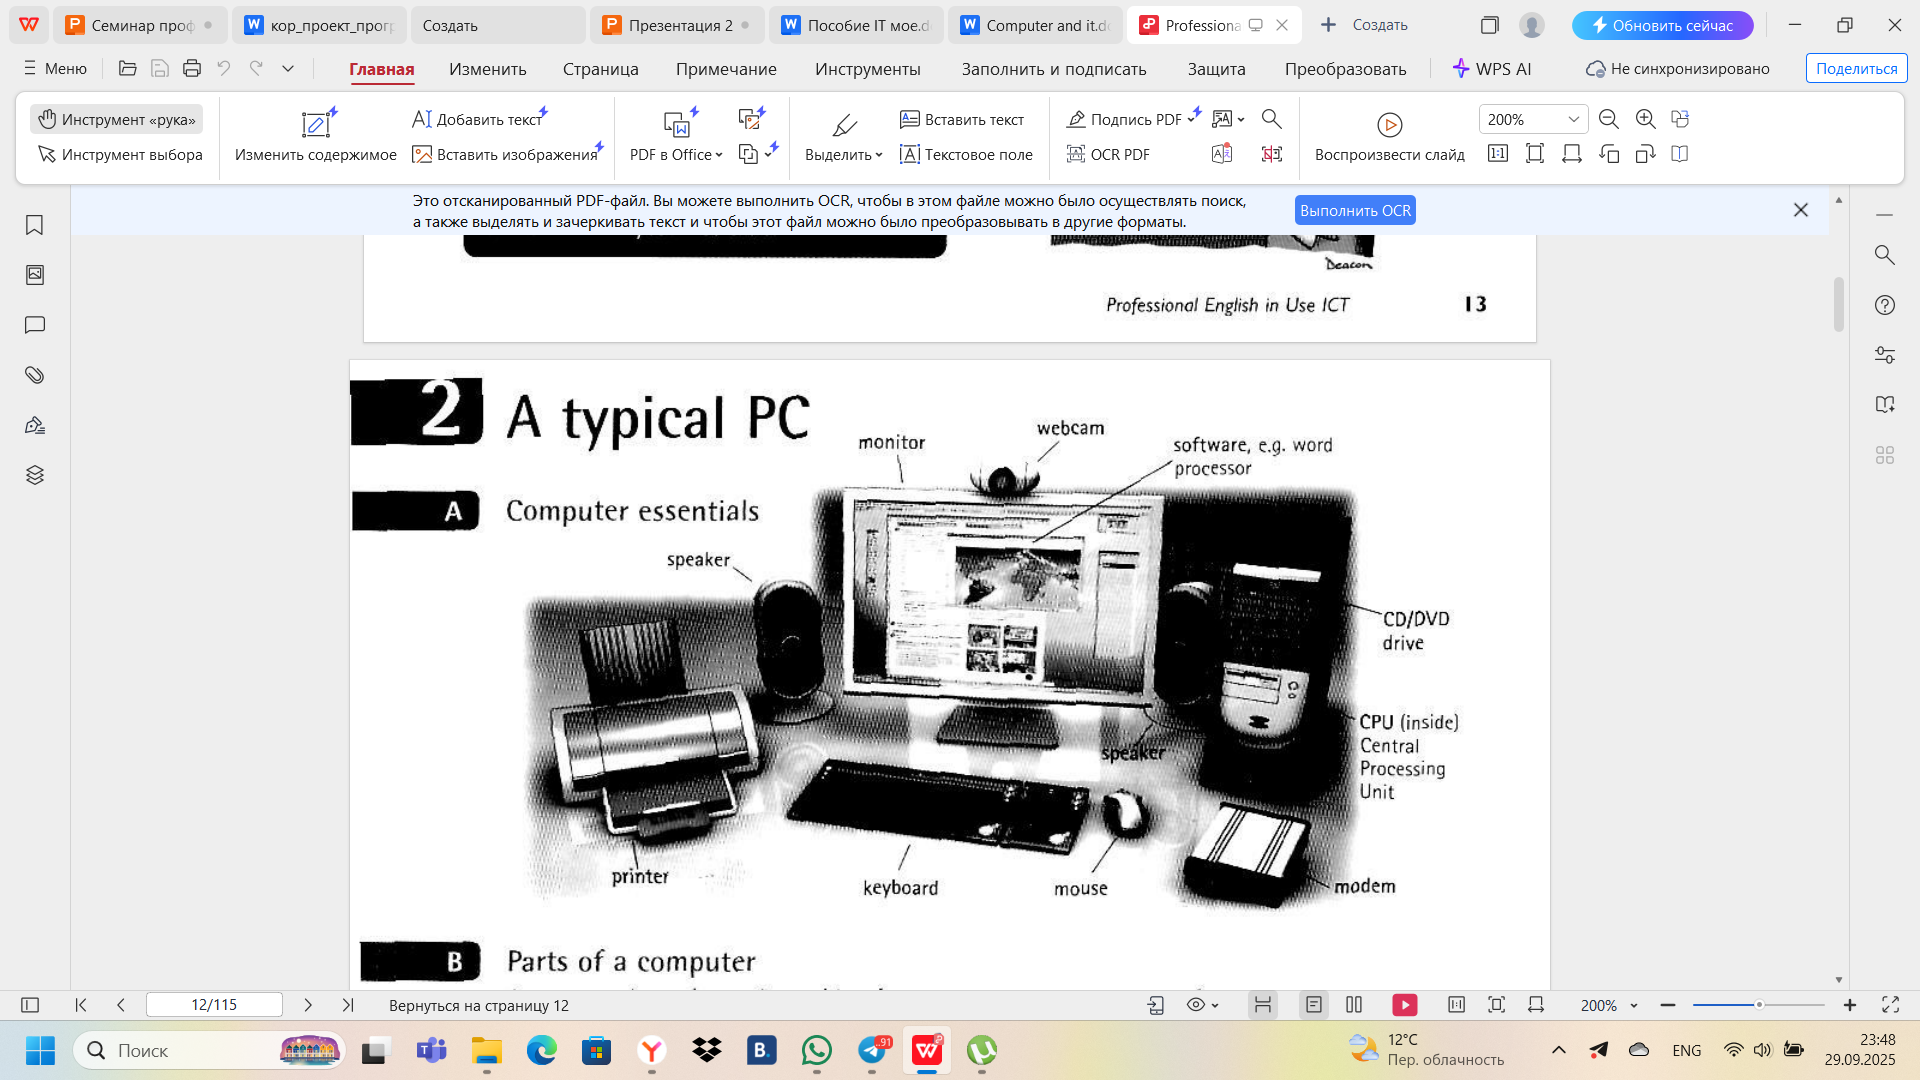 Семинар проф
кор_проект_прогр
Создать
Презентация 2
Пособие IT мое.d
Computer and it.d
Professiona
Создать
Обновить сейчас
Меню
Главная
Изменить
Страница
Примечание
Инструменты
Заполнить и подписать
Защита
Преобразовать
WPS AI
Не синхронизировано
Поделиться
Инструмент «рука»
Инструмент выбора
Изменить содержимое
Добавить текст
Вставить изображения
PDF в Office
Выделить
Вставить текст
Текстовое поле
Подпись PDF
OCR PDF
Воспроизвести слайд
200%
Это отсканированный PDF-файл. Вы можете выполнить OCR, чтобы в этом файле можно было осуществлять поиск,
а также выделять и зачеркивать текст и чтобы этот файл можно было преобразовывать в другие форматы.
Выполнить OCR
Deacon
Professional English in Use ICT 13
2 A typical PC
A Computer essentials
monitor
webcam
software, e.g. word
processor
speaker
CD/DVD
drive
CPU (inside)
Central
Processing
Unit
speaker
printer
keyboard
mouse
modem
B Parts of a computer
12/115
Вернуться на страницу 12
200%
Поиск
91
12°C
Пер. облачность
ENG
23:48
29.09.2025